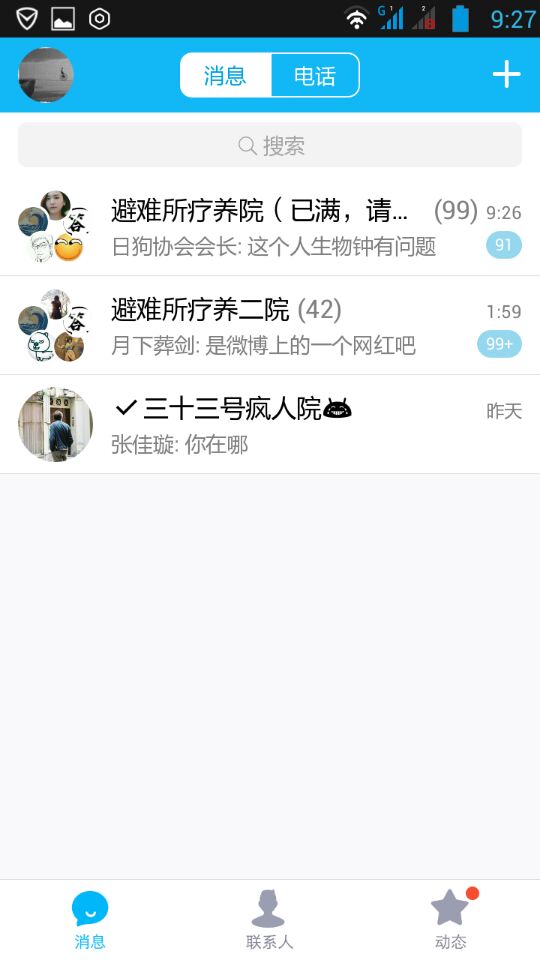 G 1 2 9:27
消息 电话
搜索
避难所疗养院（已满，请... (99) 9:26
日狗协会会长: 这个人生物钟有问题 91
避难所疗养二院 (42) 1:59
月下葬剑: 是微博上的一个网红吧 99+
✓三十三号疯人院 昨天
张佳璇: 你在哪
消息 联系人 动态